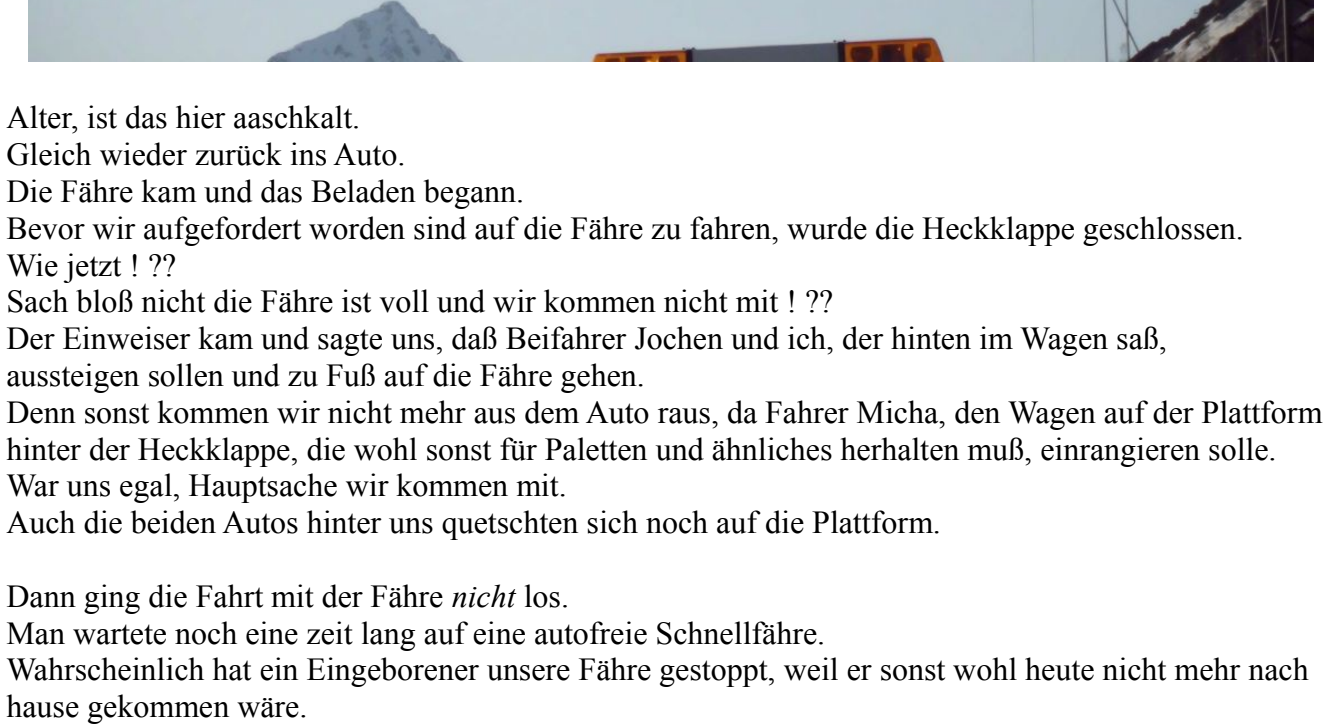 Alter, ist das hier aaschkalt.
Gleich wieder zurück ins Auto.
Die Fähre kam und das Beladen begann.
Bevor wir aufgefordert worden sind auf die Fähre zu fahren, wurde die Heckklappe geschlossen.
Wie jetzt ! ??
Sach bloß nicht die Fähre ist voll und wir kommen nicht mit ! ??
Der Einweiser kam und sagte uns, daß Beifahrer Jochen und ich, der hinten im Wagen saß,
aussteigen sollen und zu Fuß auf die Fähre gehen.
Denn sonst kommen wir nicht mehr aus dem Auto raus, da Fahrer Micha, den Wagen auf der Plattform
hinter der Heckklappe, die wohl sonst für Paletten und ähnliches herhalten muß, einrangieren solle.
War uns egal, Hauptsache wir kommen mit.
Auch die beiden Autos hinter uns quetschten sich noch auf die Plattform.
Dann ging die Fahrt mit der Fähre nicht los.
Man wartete noch eine zeit lang auf eine autofreie Schnellfähre.
Wahrscheinlich hat ein Eingeborener unsere Fähre gestoppt, weil er sonst wohl heute nicht mehr nach
hause gekommen wäre.